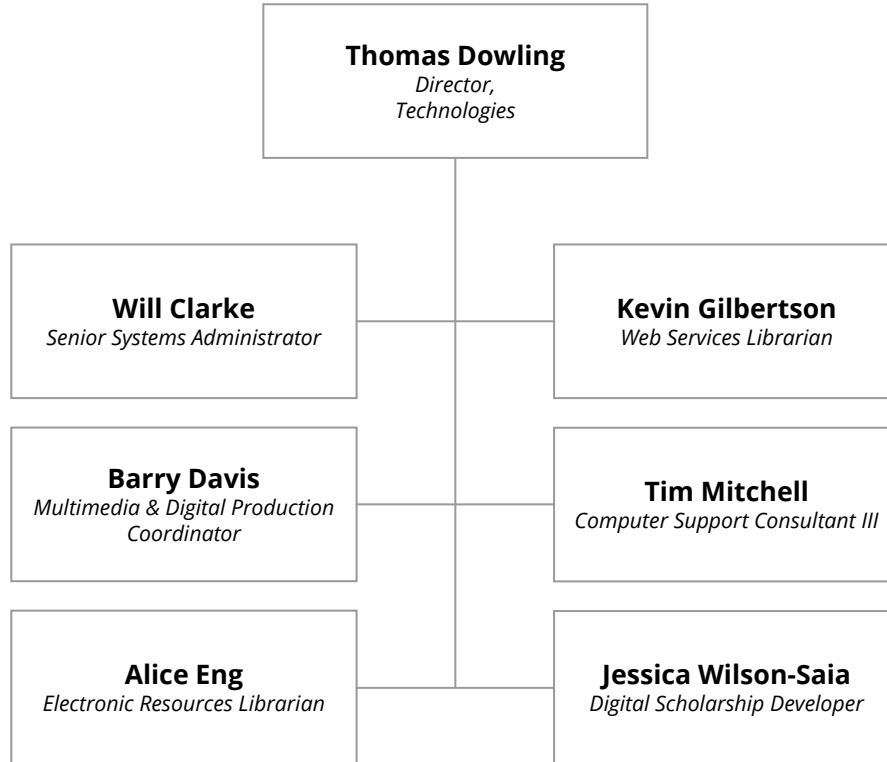 Thomas Dowling
Director,
Technologies
Will Clarke
Senior Systems Administrator
Kevin Gilbertson
Web Services Librarian
Barry Davis
Multimedia & Digital Production
Coordinator
Tim Mitchell
Computer Support Consultant III
Alice Eng
Electronic Resources Librarian
Jessica Wilson-Saia
Digital Scholarship Developer